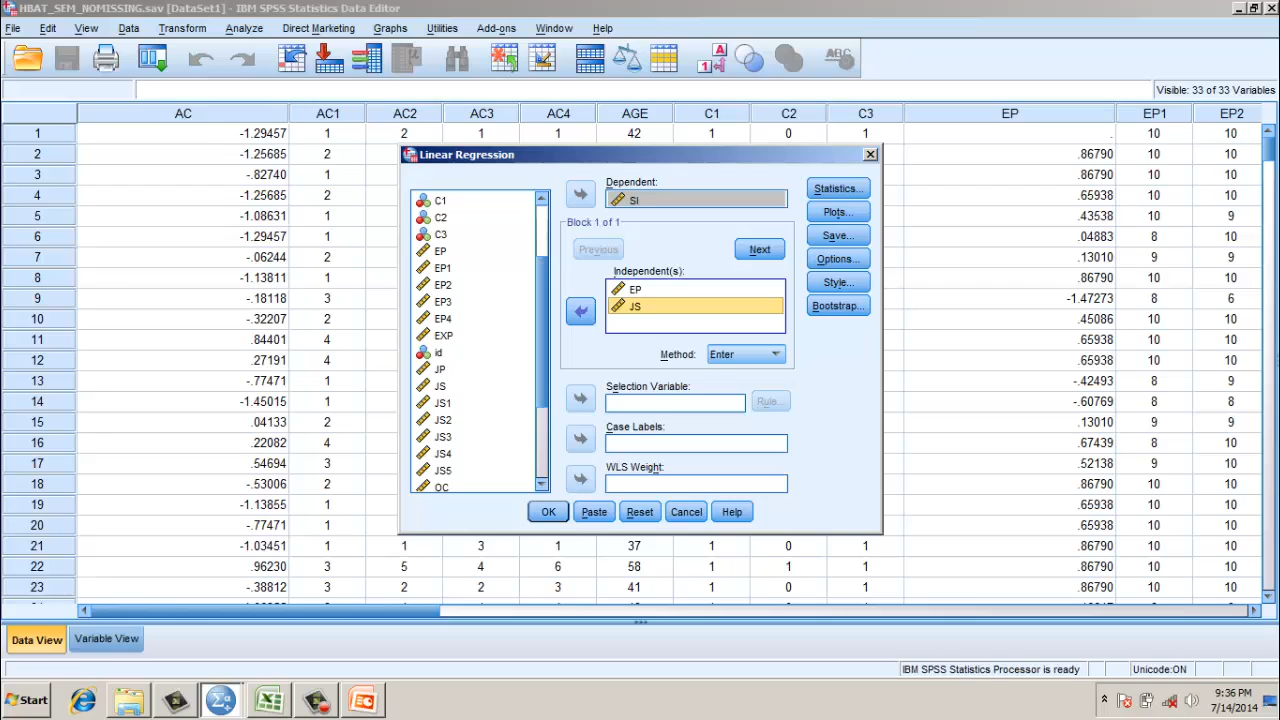 HBAT_SEM_NOMISSING.sav [DataSet1] - IBM SPSS Statistics Data Editor
File Edit View Data Transform Analyze Direct Marketing Graphs Utilities Add-ons Window Help
A 1 ABC
Visible: 33 of 33 Variables
AC AC1 AC2 AC3 AC4 AGE C1 C2 C3 EP EP1 EP2
1 -1.29457 1 2 1 1 42 1 0 1 . 10 10
2 -1.25685 2 .86790 10 10
3 -.82740 1 .86790 10 10
4 -1.25685 2 .65938 10 10
5 -1.08631 1 .43538 10 9
6 -1.29457 1 .04883 8 10
7 -.06244 2 .13010 9 9
8 -1.13811 1 .86790 10 10
9 -.18118 3 -1.47273 8 6
10 -.32207 2 .45086 10 9
11 .84401 4 .65938 10 10
12 .27191 4 .65938 10 10
13 -.77471 1 -.42493 8 9
14 -1.45015 1 -.60769 8 8
15 .04133 2 .13010 9 9
16 .22082 4 .67439 8 10
17 .54694 3 .52138 9 10
18 -.53006 2 .86790 10 10
19 -1.13855 1 .65938 10 10
20 -.77471 1 .65938 10 10
21 -1.03451 1 1 3 1 37 1 0 1 .86790 10 10
22 .96230 3 5 4 6 58 1 1 1 .86790 10 10
23 -.38812 2 2 2 3 41 1 0 1 .86790 10 10
Linear Regression
C1
C2
C3
EP
EP1
EP2
EP3
EP4
EXP
id
JP
JS
JS1
JS2
JS3
JS4
JS5
OC
Dependent:
SI
Block 1 of 1
Previous Next
Independent(s):
EP
JS
Method: Enter
Selection Variable:
Rule...
Case Labels:
WLS Weight:
Statistics...
Plots...
Save...
Options...
Style...
Bootstrap...
OK Paste Reset Cancel Help
Data View Variable View
IBM SPSS Statistics Processor is ready Unicode:ON
Start
9:36 PM
7/14/2014